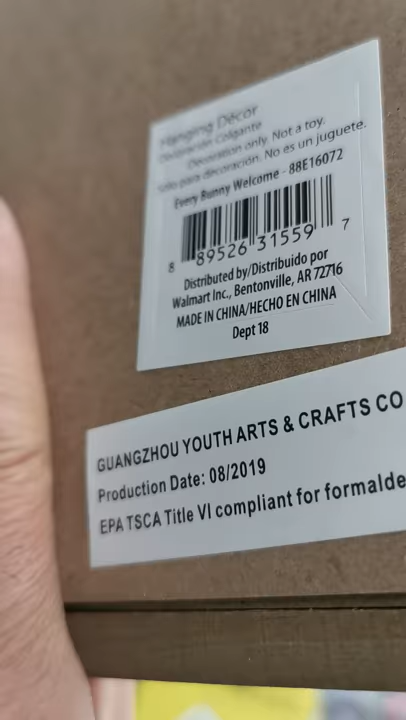 Hanging Décor
Decoración Colgante
Decoration only. Not a toy.
Sólo para decoración. No es un juguete.
Every Bunny Welcome - 88E16072
8 89526 31559 7
Distributed by/Distribuido por
Walmart Inc., Bentonville, AR 72716
MADE IN CHINA/HECHO EN CHINA
Dept 18
GUANGZHOU YOUTH ARTS & CRAFTS CO
Production Date: 08/2019
EPA TSCA Title VI compliant for formalde